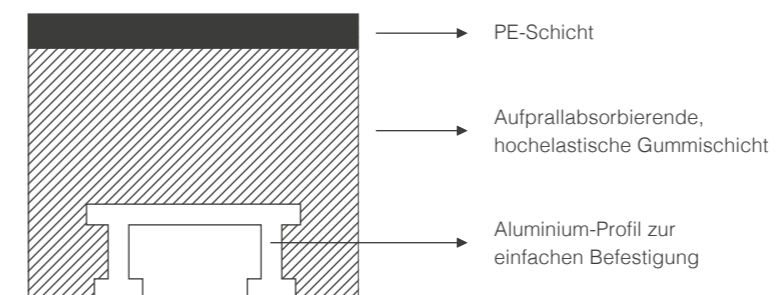 PE-Schicht
Aufprallabsorbierende,
hochelastische Gummischicht
Aluminium-Profil zur
einfachen Befestigung